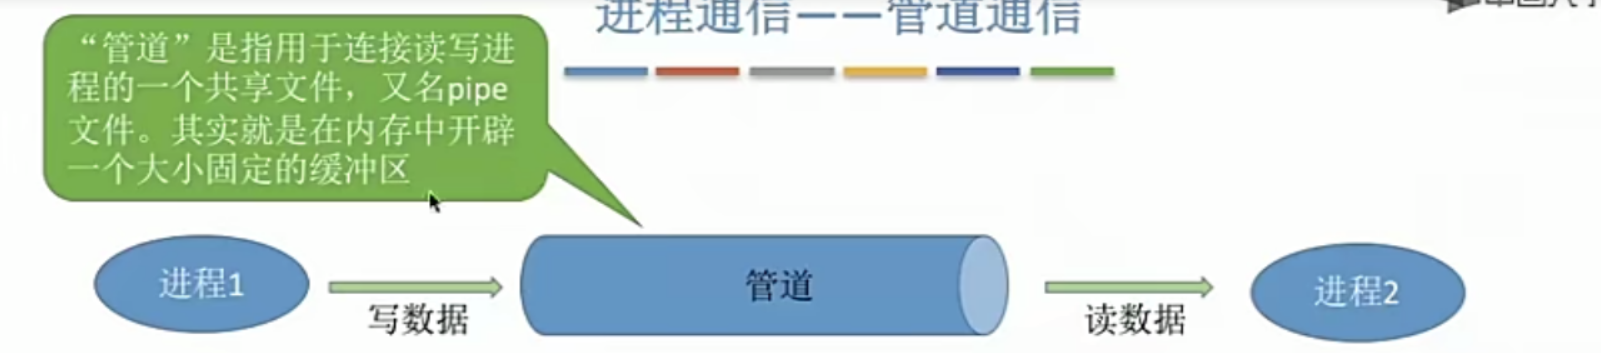 进程通信——管道通信
“管道”是指用于连接读写进
程的一个共享文件，又名pipe
文件。其实就是在内存中开辟
一个大小固定的缓冲区
进程1
写数据
管道
读数据
进程2